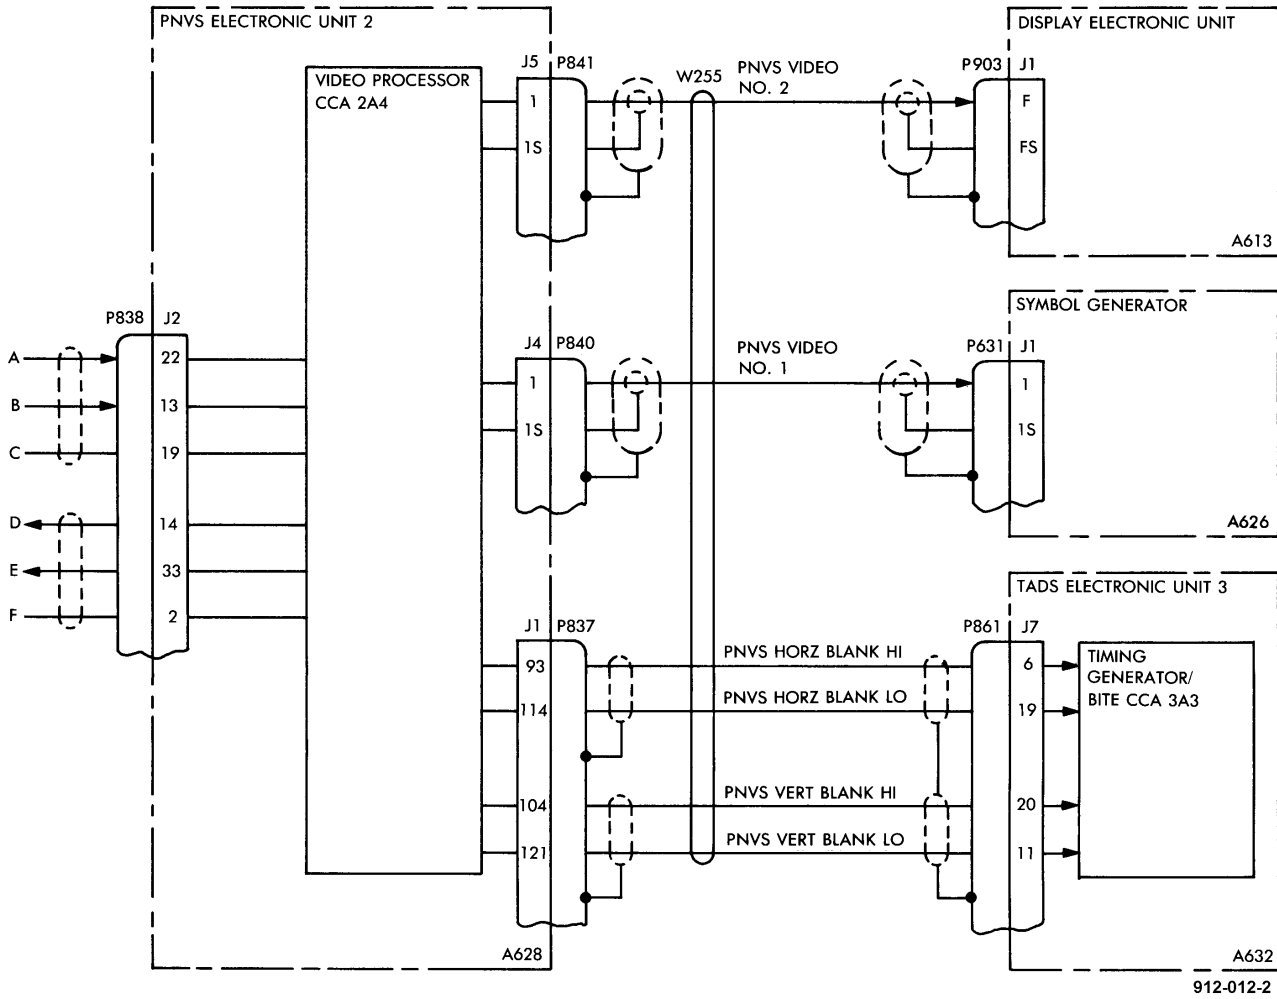 PNVS ELECTRONIC UNIT 2
DISPLAY ELECTRONIC UNIT
VIDEO PROCESSOR
CCA 2A4
J5 P841
W255
PNVS VIDEO
NO. 2
P903 J1
1
F
1S
FS
A613
SYMBOL GENERATOR
P838 J2
J4 P840
PNVS VIDEO
NO. 1
P631 J1
A
22
1
1
B
13
1S
1S
C
19
D
14
A626
E
33
TADS ELECTRONIC UNIT 3
F
2
J1 P837
P861 J7
93
PNVS HORZ BLANK HI
6
TIMING
GENERATOR/
BITE CCA 3A3
114
PNVS HORZ BLANK LO
19
104
PNVS VERT BLANK HI
20
121
PNVS VERT BLANK LO
11
A628
A632
912-012-2